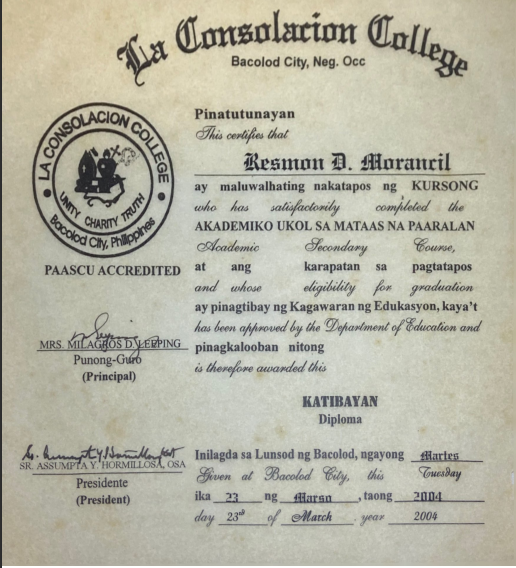 La Consolacion College
Bacolod City, Neg. Occ
LA CONSOLACION COLLEGE
UNITY CHARITY TRUTH
Bacolod City, Philippines
PAASCU ACCREDITED
Pinatutunayan
This certifies that
Resmon D. Morancil
ay maluwalhating nakatapos ng KURSONG
who has satisfactorily completed the
AKADEMIKO UKOL SA MATAAS NA PAARALAN
Academic Secondary Course,
at ang karapatan sa pagtatapos
and whose eligibility for graduation
ay pinagtibay ng Kagawaran ng Edukasyon, kaya't
has been approved by the Department of Education and
pinagkalooban nitong
is therefore awarded this
KATIBAYAN
Diploma
MRS. MILAGROS D. LEPPING
Punong-Guro
(Principal)
SR. ASSUMPTA Y. HORMILLOSA, OSA
Presidente
(President)
Inilagda sa Lunsod ng Bacolod, ngayong Martes
Given at Bacolod City, this Tuesday
ika 23 ng Marso, taong 2004
day 23rd of March year 2004